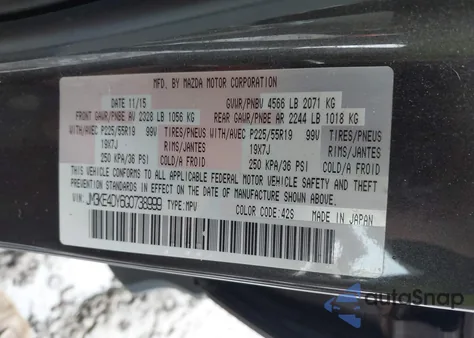 MFD. BY MAZDA MOTOR CORPORATION
DATE 11/15 GVWR/PNBV 4566 LB 2071 KG
FRONT GAWR/PNBE AV 2328 LB 1056 KG REAR GAWR/PNBE AR 2244 LB 1018 KG
WITH/AVEC P225/55R19 99V TIRES/PNEUS WITH/AVEC P225/55R19 99V TIRES/PNEUS
19X7J RIMS/JANTES 19X7J RIMS/JANTES
250 KPA/36 PSI COLD/A FROID 250 KPA/36 PSI COLD/A FROID
THIS VEHICLE CONFORMS TO ALL APPLICABLE FEDERAL MOTOR VEHICLE SAFETY, BUMPER, AND THEFT
PREVENTION STANDARDS IN EFFECT ON THE DATE OF MANUFACTURE SHOWN ABOVE.
VIN: JM3KE4DY6G0738999 TYPE: MPV COLOR CODE: 42S MADE IN JAPAN
autoSnap